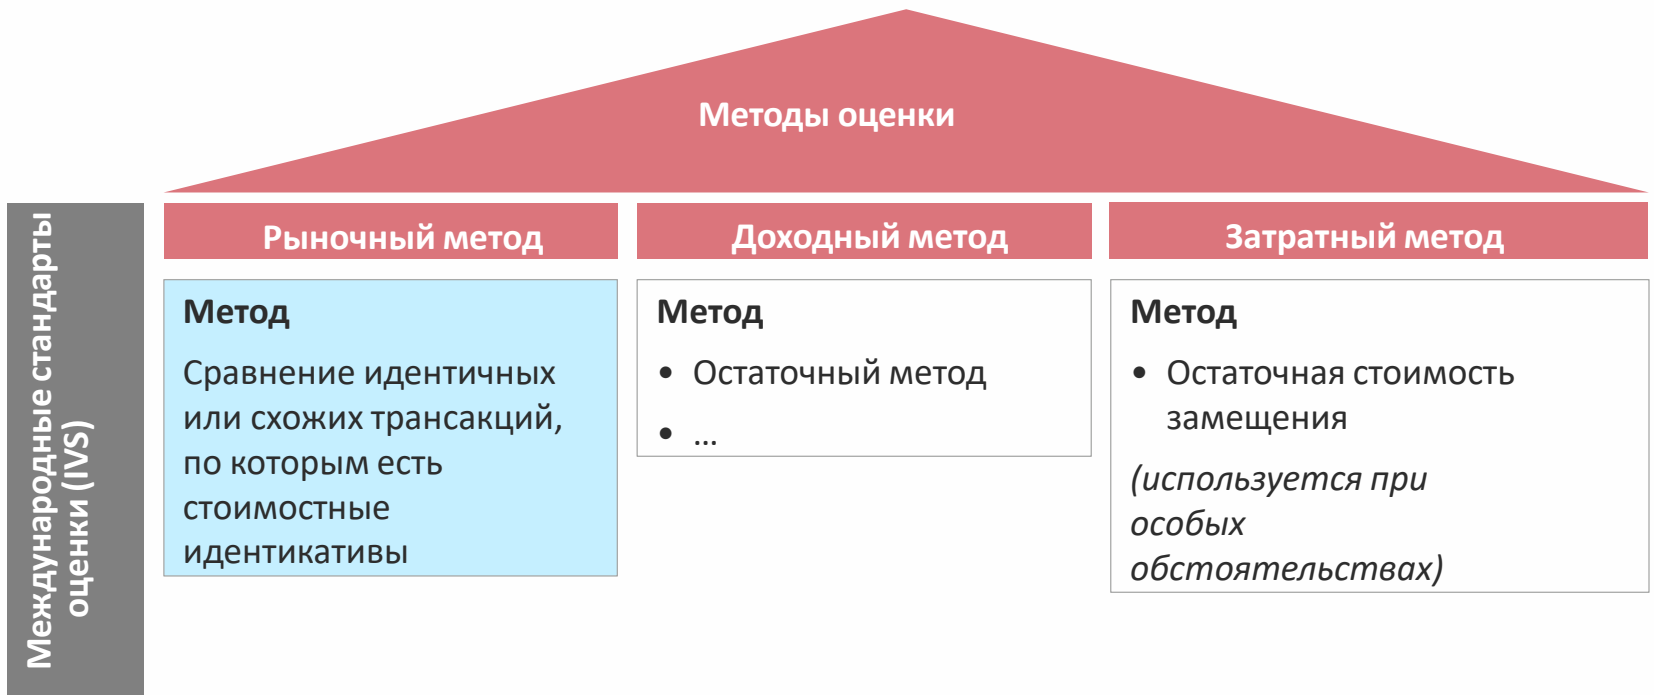 Методы оценки
Международные стандарты
оценки (IVS)
Рыночный метод
Доходный метод
Затратный метод
Метод
Сравнение идентичных
или схожих трансакций,
по которым есть
стоимостные
идентикативы
Метод
• Остаточный метод
• ...
Метод
• Остаточная стоимость
замещения
(используется при
особых
обстоятельствах)